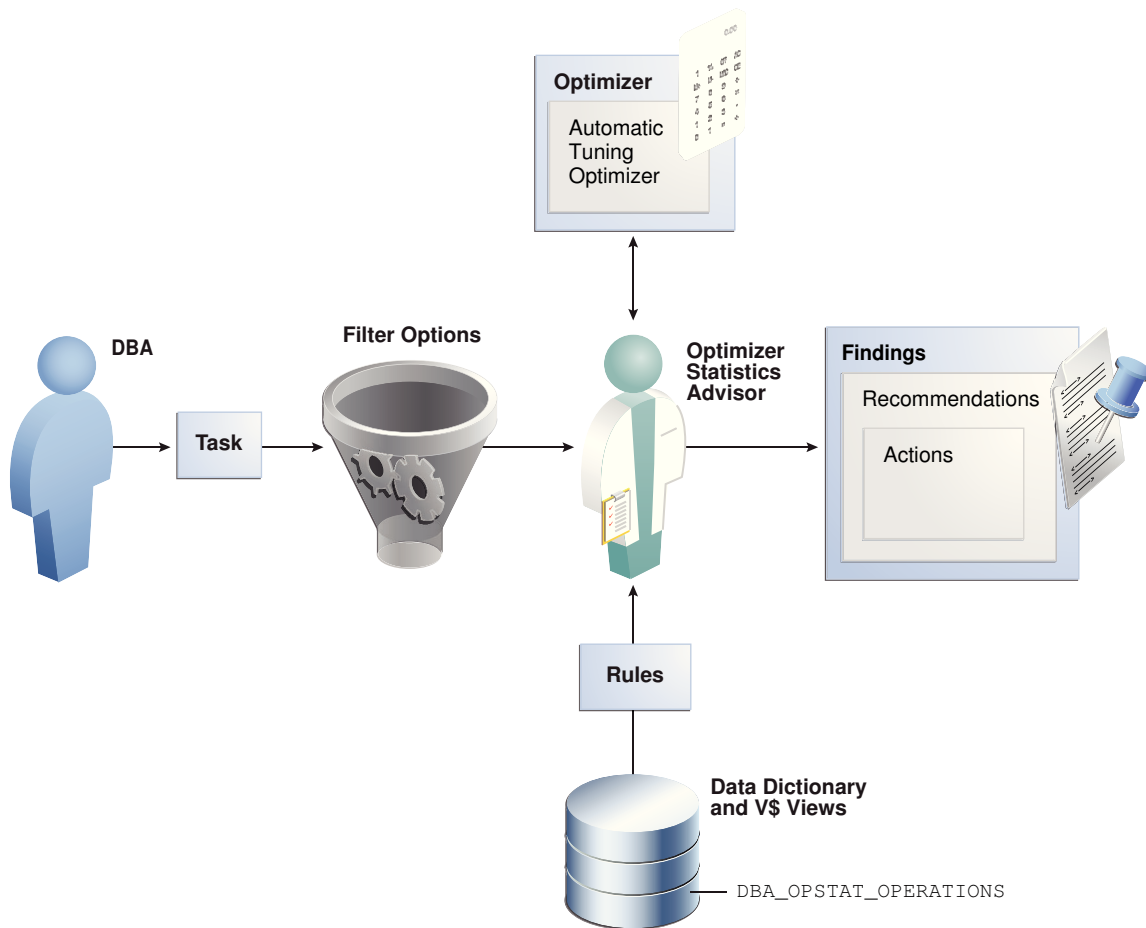 Optimizer
Automatic
Tuning
Optimizer
DBA
Filter Options
Optimizer
Statistics
Advisor
Findings
Recommendations
Actions
Task
Rules
Data Dictionary
and V$ Views
DBA_OPSTAT_OPERATIONS